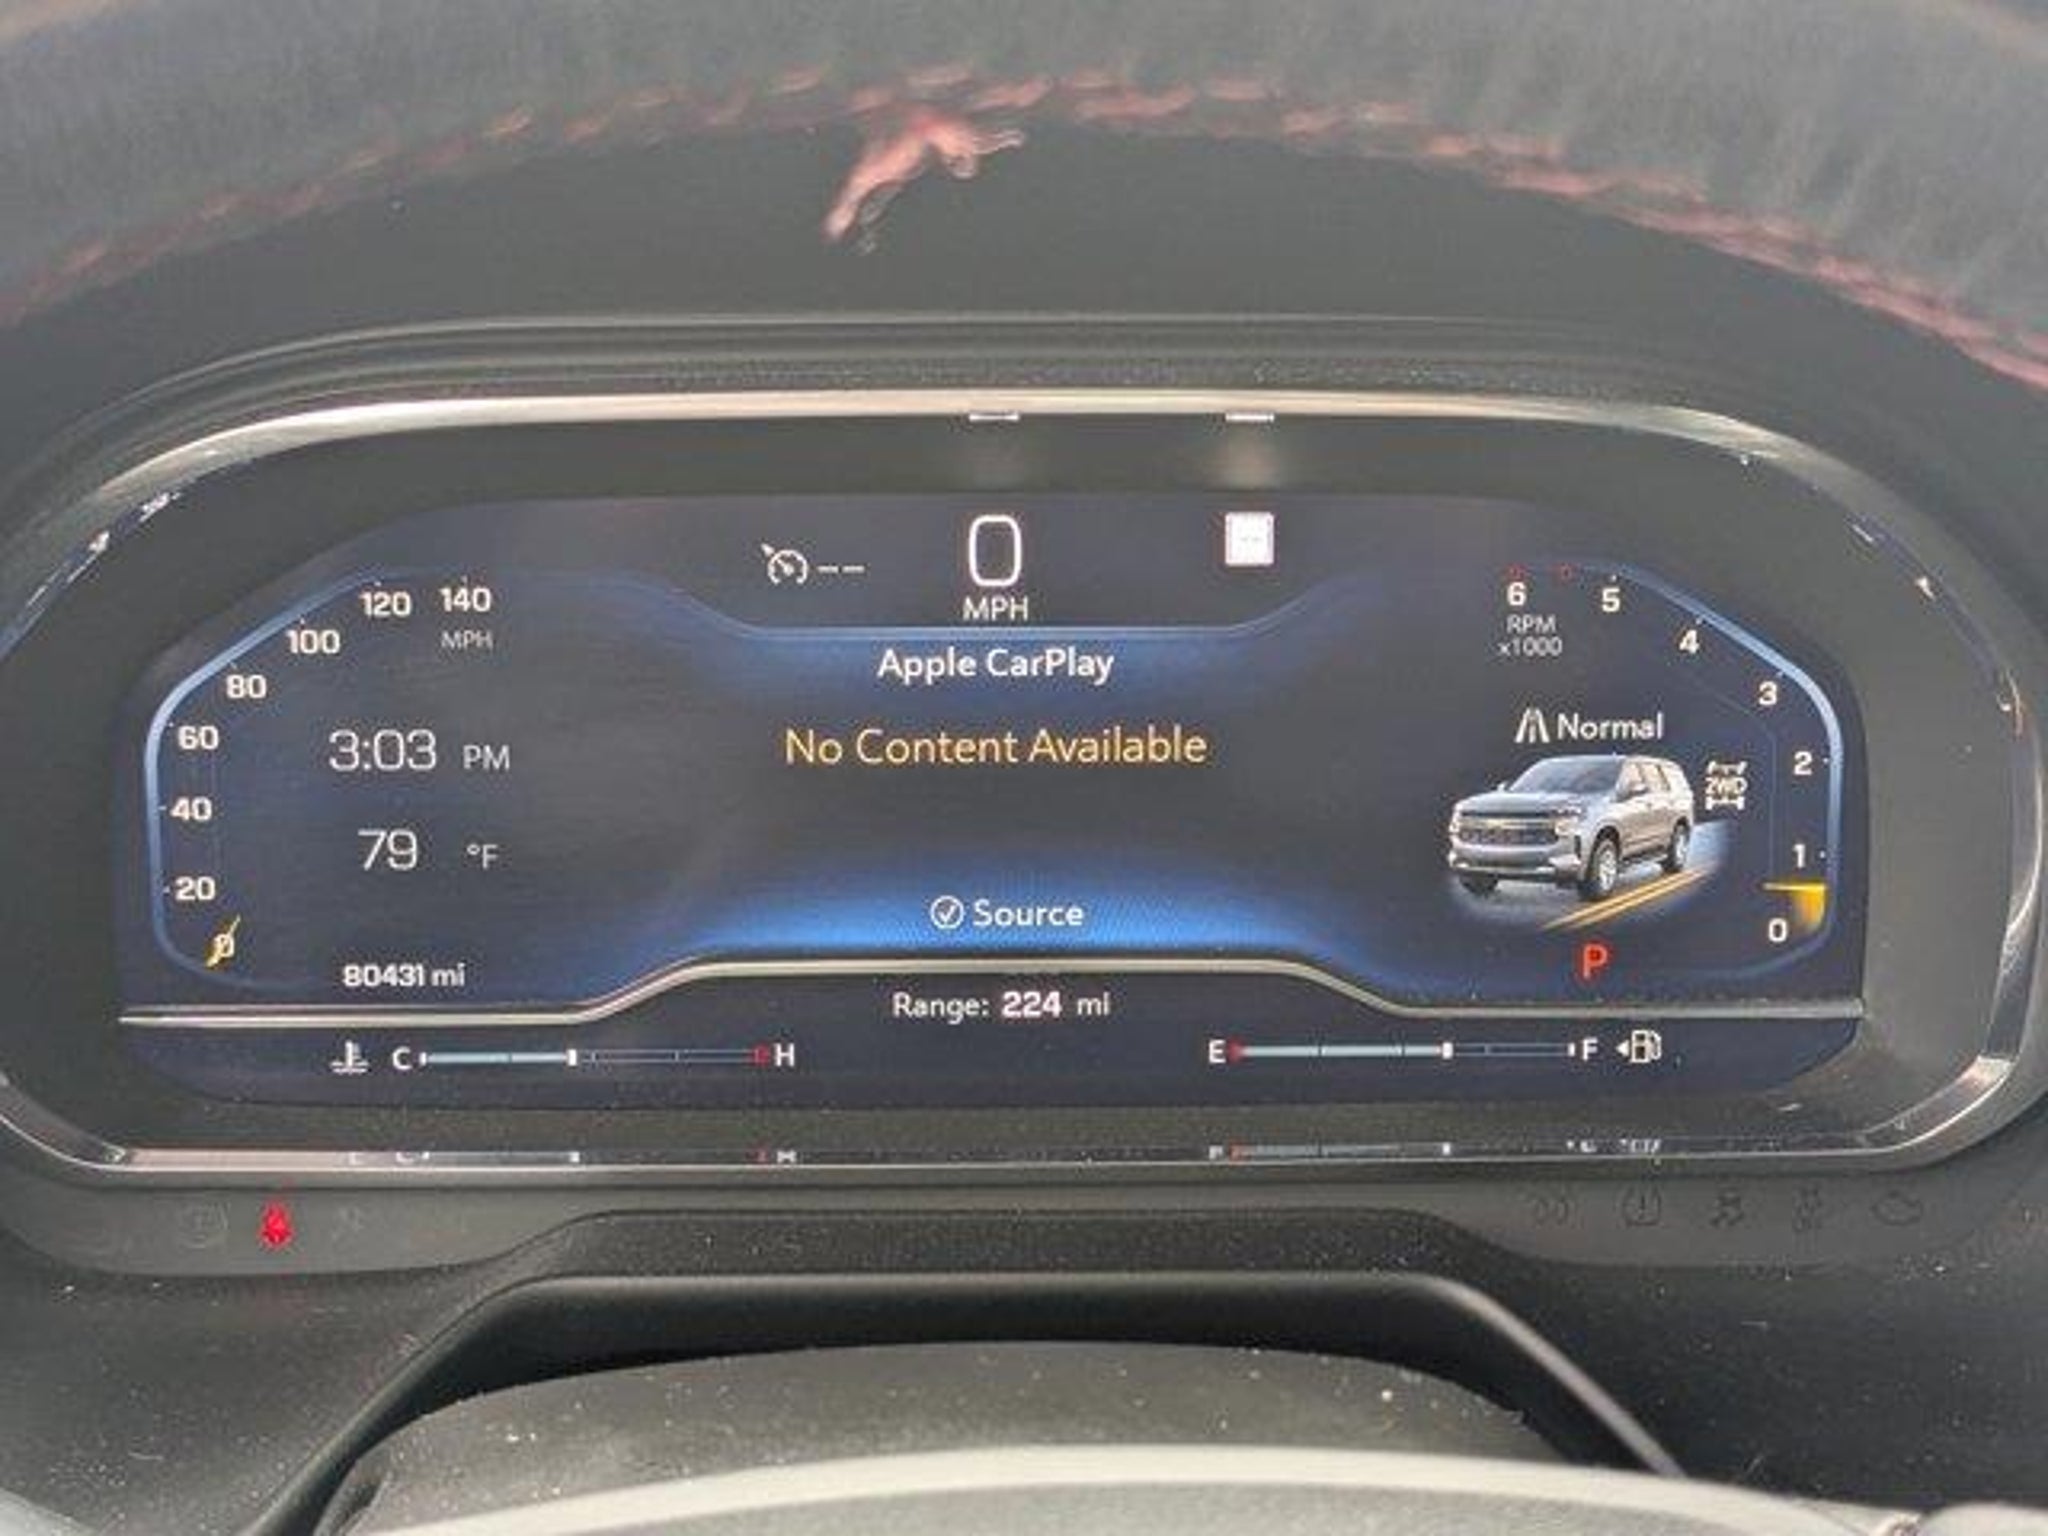 0
MPH
120 140
MPH
100
80
60
40
20
0
3:03 PM
79 °F
80431 mi
Apple CarPlay
No Content Available
Source
Range: 224 mi
6 5
RPM
x1000
4
3
2
1
0
Normal
2WD
P
C H
E F